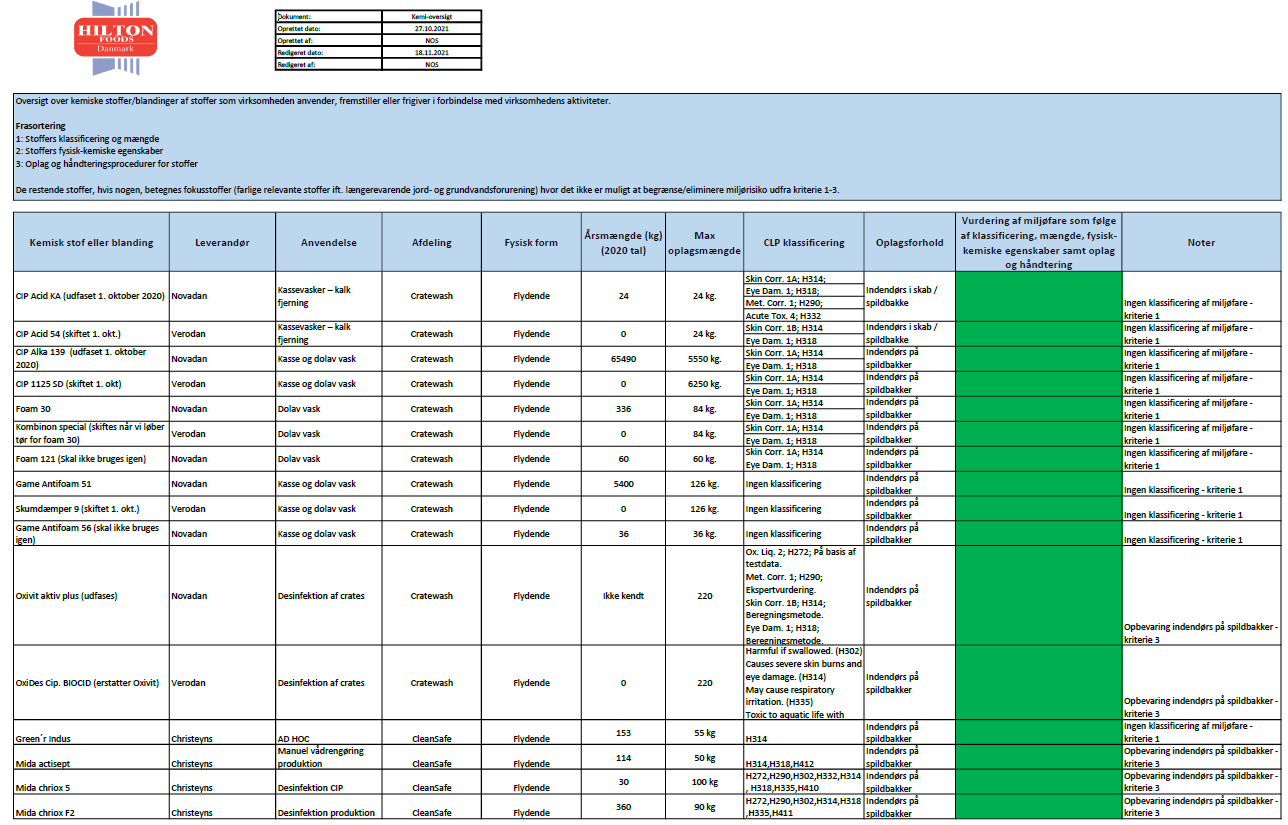 HILTON
FOODS
Danmark
Dokument: Kemi-oversigt
Oprettet dato: 27.10.2021
Oprettet af: NOS
Redigeret dato: 18.11.2021
Redigeret af: NOS
Oversigt over kemiske stoffer/blandinger af stoffer som virksomheden anvender, fremstiller eller frigiver i forbindelse med virksomhedens aktiviteter.
Frasortering
1: Stoffers klassificering og mængde
2: Stoffers fysisk-kemiske egenskaber
3: Oplag og håndteringsprocedurer for stoffer
De restende stoffer, hvis nogen, betegnes fokusstoffer (farlige relevante stoffer ift. længerevarende jord- og grundvandsforurening) hvor det ikke er muligt at begrænse/eliminere miljørisiko udfra kriterie 1-3.
Kemisk stof eller blanding
Leverandør
Anvendelse
Afdeling
Fysisk form
Årsmængde (kg)
(2020 tal)
Max
oplagsmængde
CLP klassificering
Oplagsforhold
Vurdering af miljøfare som følge
af klassificering, mængde, fysisk-
kemiske egenskaber samt oplag
og håndtering
Noter
CIP Acid KA (udfaset 1. oktober 2020)
Novadan
Kassevasker – kalk
fjerning
Cratewash
Flydende
24
24 kg.
Skin Corr. 1A; H314;
Eye Dam. 1; H318;
Met. Corr. 1; H290;
Acute Tox. 4; H332
Indendørs i skab /
spildbakke
Ingen klassificering af miljøfare -
kriterie 1
CIP Acid 54 (skiftet 1. okt.)
Verodan
Kassevasker – kalk
fjerning
Cratewash
Flydende
0
24 kg.
Skin Corr. 1B; H314
Eye Dam. 1; H318
Indendørs i skab /
spildbakke
Ingen klassificering af miljøfare -
kriterie 1
CIP Alka 139 (udfaset 1. oktober
2020)
Novadan
Kasse og dolav vask
Cratewash
Flydende
65490
5550 kg.
Skin Corr. 1A; H314
Eye Dam. 1; H318
Indendørs på
spildbakker
Ingen klassificering af miljøfare -
kriterie 1
CIP 1125 SD (skiftet 1. okt)
Verodan
Kasse og dolav vask
Cratewash
Flydende
0
6250 kg.
Skin Corr. 1A; H314
Eye Dam. 1; H318
Indendørs på
spildbakker
Ingen klassificering af miljøfare -
kriterie 1
Foam 30
Novadan
Dolav vask
Cratewash
Flydende
336
84 kg.
Skin Corr. 1A; H314
Eye Dam. 1; H318
Indendørs på
spildbakker
Ingen klassificering af miljøfare -
kriterie 1
Kombinon special (skiftes når vi løber
tør for foam 30)
Verodan
Dolav vask
Cratewash
Flydende
0
84 kg.
Skin Corr. 1A; H314
Eye Dam. 1; H318
Indendørs på
spildbakker
Ingen klassificering af miljøfare -
kriterie 1
Foam 121 (Skal ikke bruges igen)
Novadan
Dolav vask
Cratewash
Flydende
60
60 kg.
Skin Corr. 1A; H314
Eye Dam. 1; H318
Indendørs på
spildbakker
Ingen klassificering af miljøfare -
kriterie 1
Game Antifoam 51
Novadan
Kasse og dolav vask
Cratewash
Flydende
5400
126 kg.
Ingen klassificering
Indendørs på
spildbakker
Ingen klassificering - kriterie 1
Skumdæmper 9 (skiftet 1. okt.)
Verodan
Kasse og dolav vask
Cratewash
Flydende
0
126 kg.
Ingen klassificering
Indendørs på
spildbakker
Ingen klassificering - kriterie 1
Game Antifoam 56 (skal ikke bruges
igen)
Novadan
Kasse og dolav vask
Cratewash
Flydende
36
36 kg.
Ingen klassificering
Indendørs på
spildbakker
Ingen klassificering - kriterie 1
Oxivit aktiv plus (udfases)
Novadan
Desinfektion af crates
Cratewash
Flydende
Ikke kendt
220
Ox. Liq. 2; H272; På basis af
testdata.
Met. Corr. 1; H290;
Ekspertvurdering.
Skin Corr. 1B; H314;
Beregningsmetode.
Eye Dam. 1; H318;
Beregningsmetode.
Indendørs på
spildbakker
Opbevaring indendørs på spildbakker -
kriterie 3
OxiDes Cip. BIOCID (erstatter Oxivit)
Verodan
Desinfektion af crates
Cratewash
Flydende
0
220
Harmful if swallowed. (H302)
Causes severe skin burns and
eye damage. (H314)
May cause respiratory
irritation. (H335)
Toxic to aquatic life with
Indendørs på
spildbakker
Opbevaring indendørs på spildbakker -
kriterie 3
Green´r Indus
Christeyns
AD HOC
CleanSafe
Flydende
153
55 kg
H314
Indendørs på
spildbakker
Ingen klassificering af miljøfare -
kriterie 1
Mida actisept
Christeyns
Manuel vådrengøring
produktion
CleanSafe
Flydende
114
50 kg
H314,H318,H412
Indendørs på
spildbakker
Opbevaring indendørs på spildbakker -
kriterie 3
Mida chriox 5
Christeyns
Desinfektion CIP
CleanSafe
Flydende
30
100 kg
H272,H290,H302,H332,H314
, H318,H335,H410
Indendørs på
spildbakker
Opbevaring indendørs på spildbakker -
kriterie 3
Mida chriox F2
Christeyns
Desinfektion produktion
CleanSafe
Flydende
360
90 kg
H272,H290,H302,H314,H318
,H335,H411
Indendørs på
spildbakker
Opbevaring indendørs på spildbakker -
kriterie 3